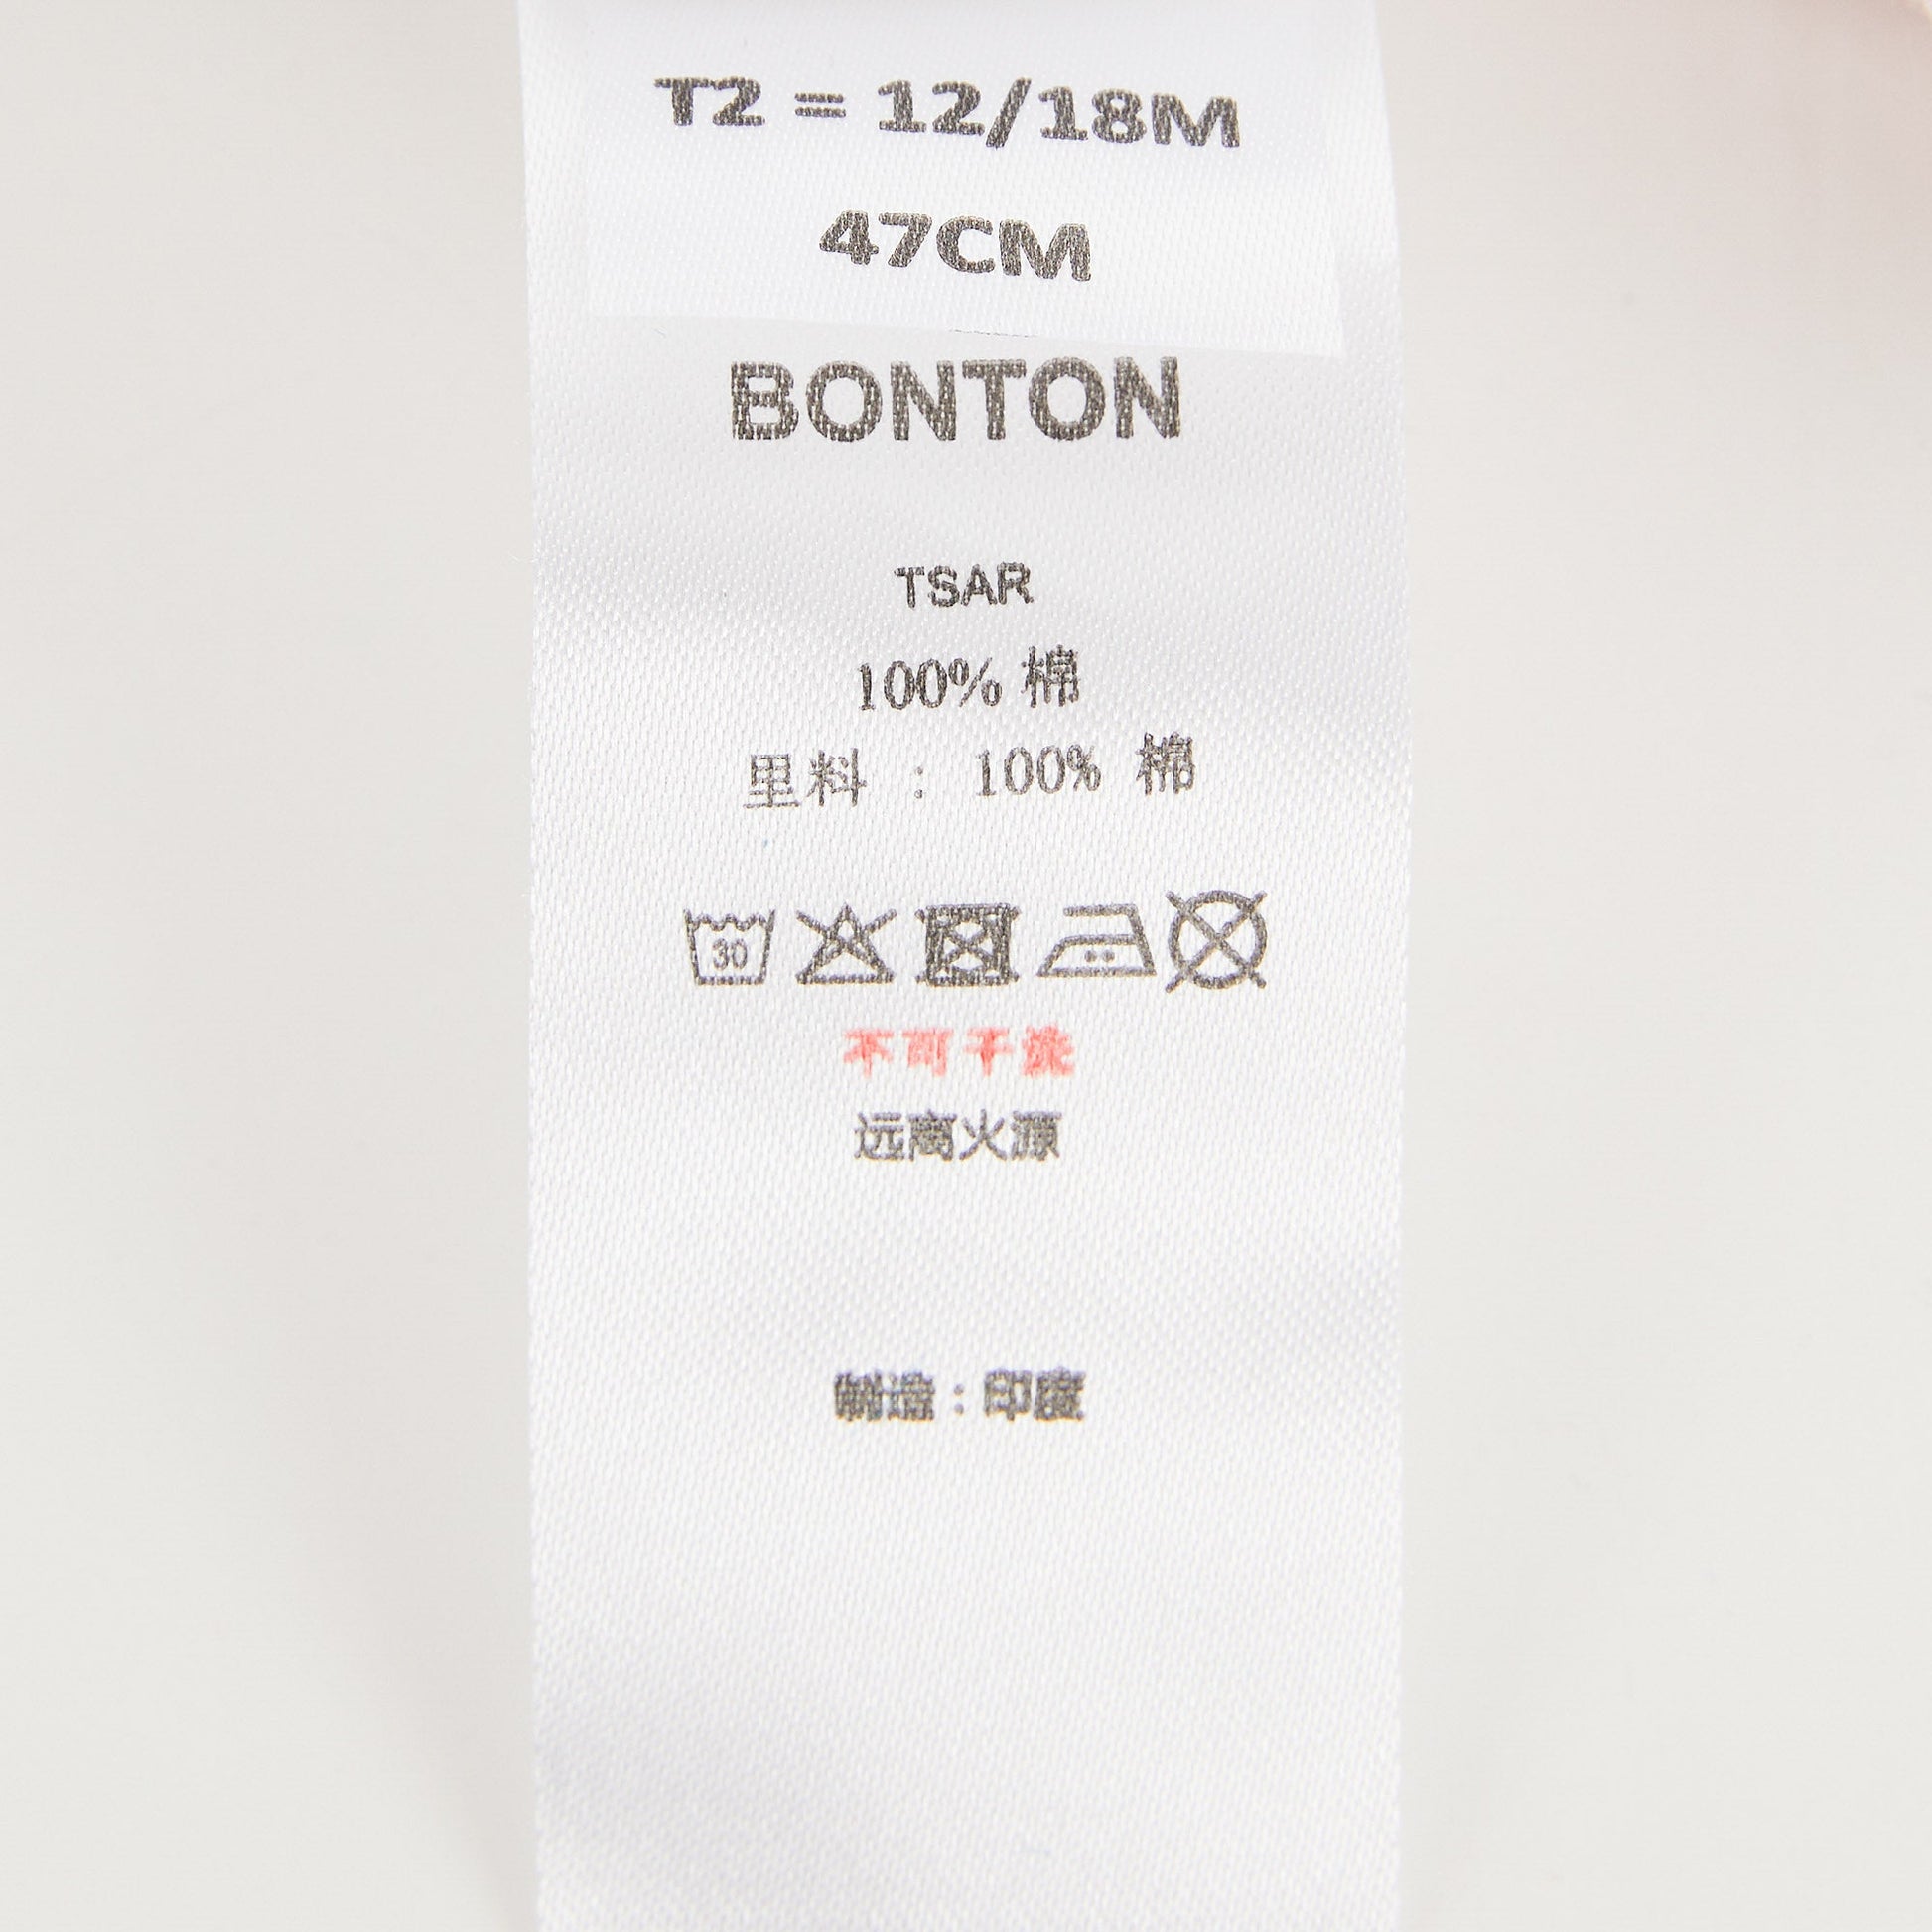 T2 = 12/18M
47CM
BONTON
TSAR
100% 棉
里料 : 100% 棉
30
不可干洗
远离火源
制造 : 印度